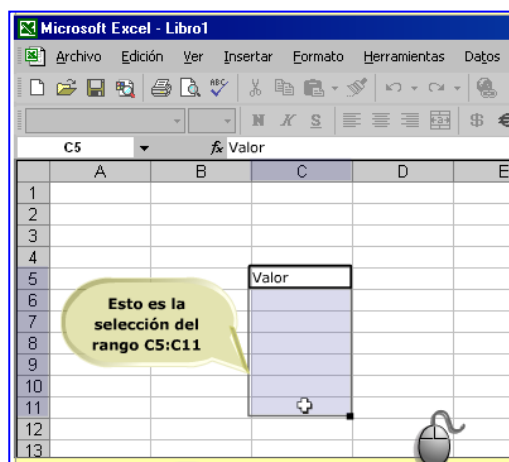 Microsoft Excel - Libro1
Archivo Edición Ver Insertar Formato Herramientas Datos
ABC
N K S $ €
C5 fx Valor
A B C D E
1
2
3
4
5 Valor
6
7
8
9
10
11
12
13
Esto es la
selección del
rango C5:C11